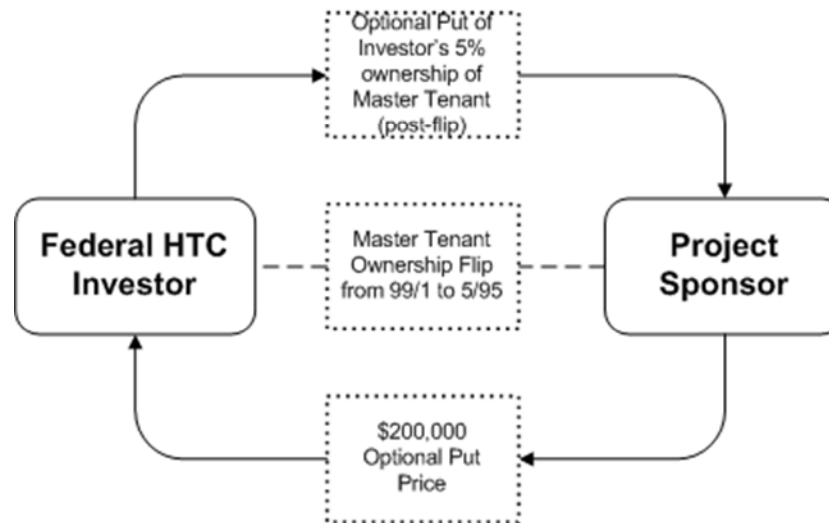 Optional Put of
Investor's 5%
ownership of
Master Tenant
(post-flip)
Federal HTC
Investor
Master Tenant
Ownership Flip
from 99/1 to 5/95
Project
Sponsor
$200,000
Optional Put
Price